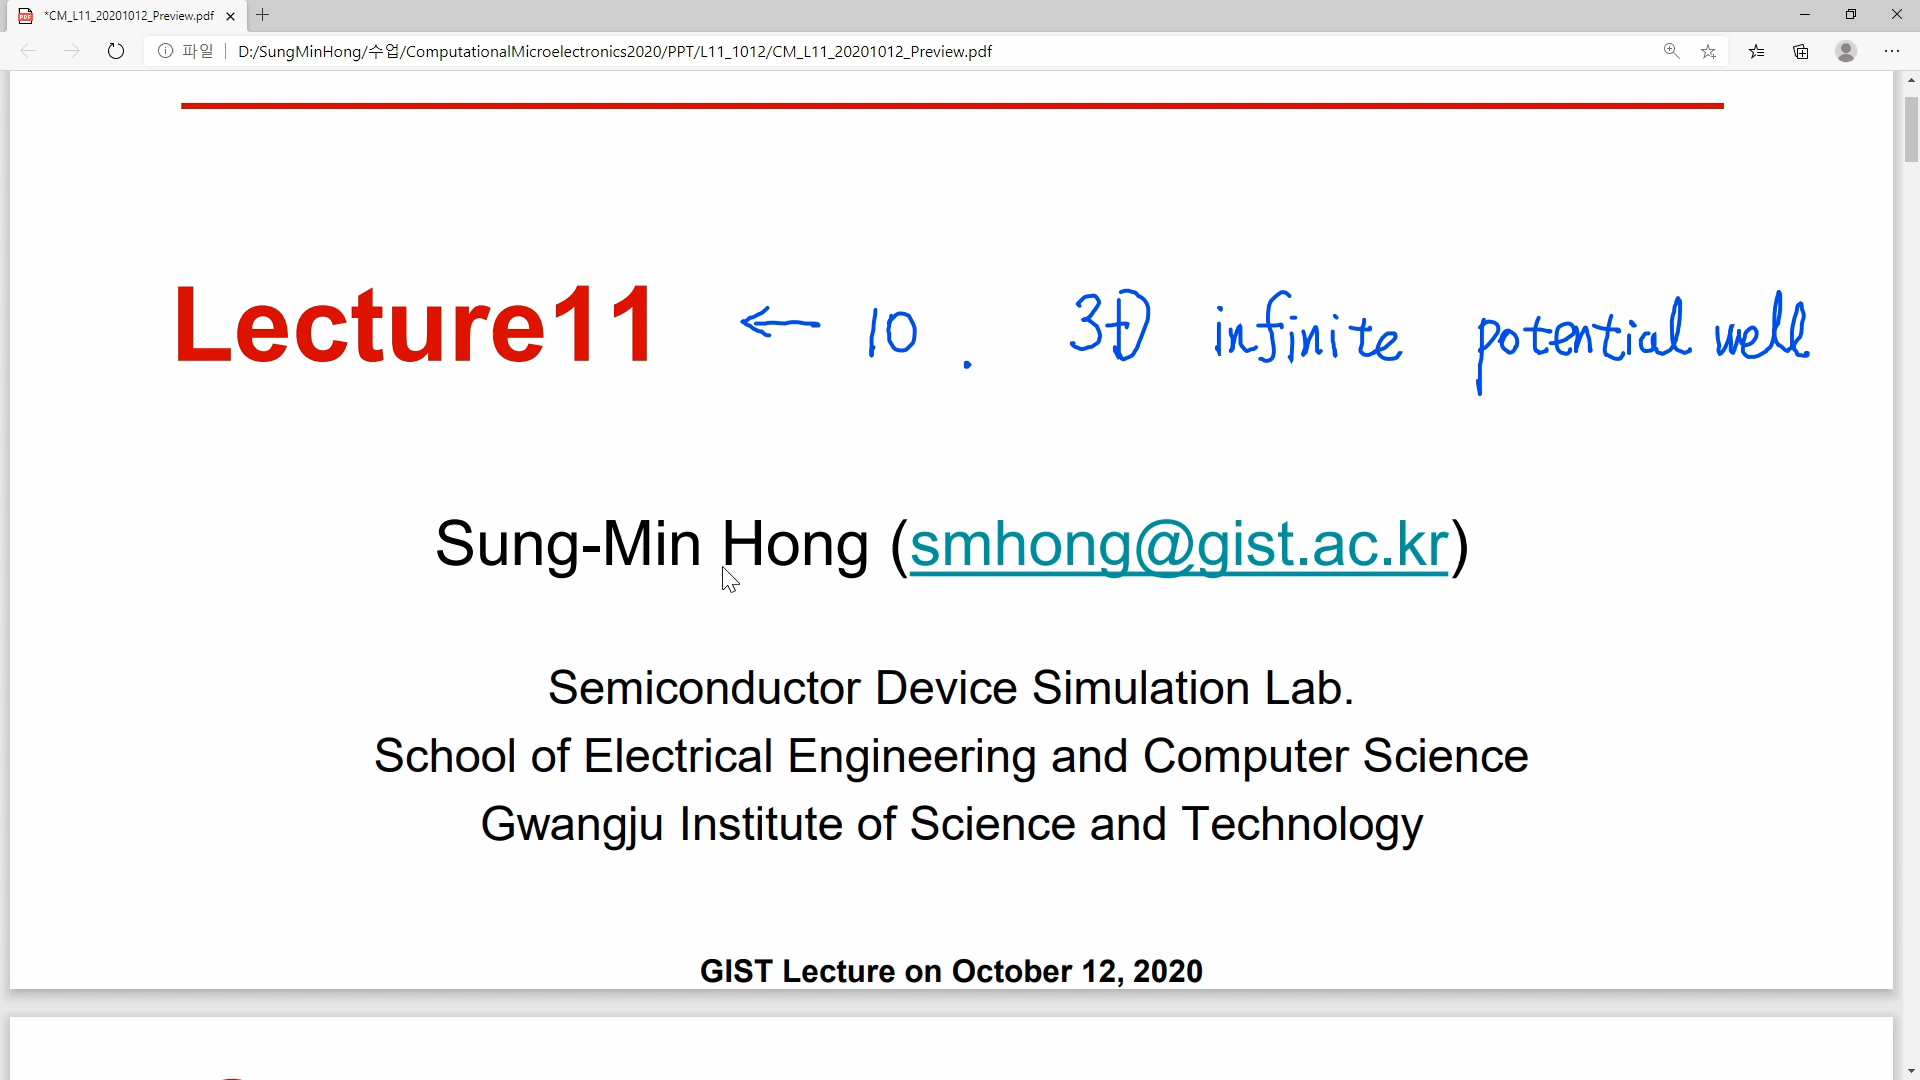 *CM_L11_20201012_Preview.pdf
파일 D:/SungMinHong/수업/ComputationalMicroelectronics2020/PPT/L11_1012/CM_L11_20201012_Preview.pdf
Lecture11 ← 10. 3D infinite potential well
Sung-Min Hong (smhong@gist.ac.kr)
Semiconductor Device Simulation Lab.
School of Electrical Engineering and Computer Science
Gwangju Institute of Science and Technology
GIST Lecture on October 12, 2020